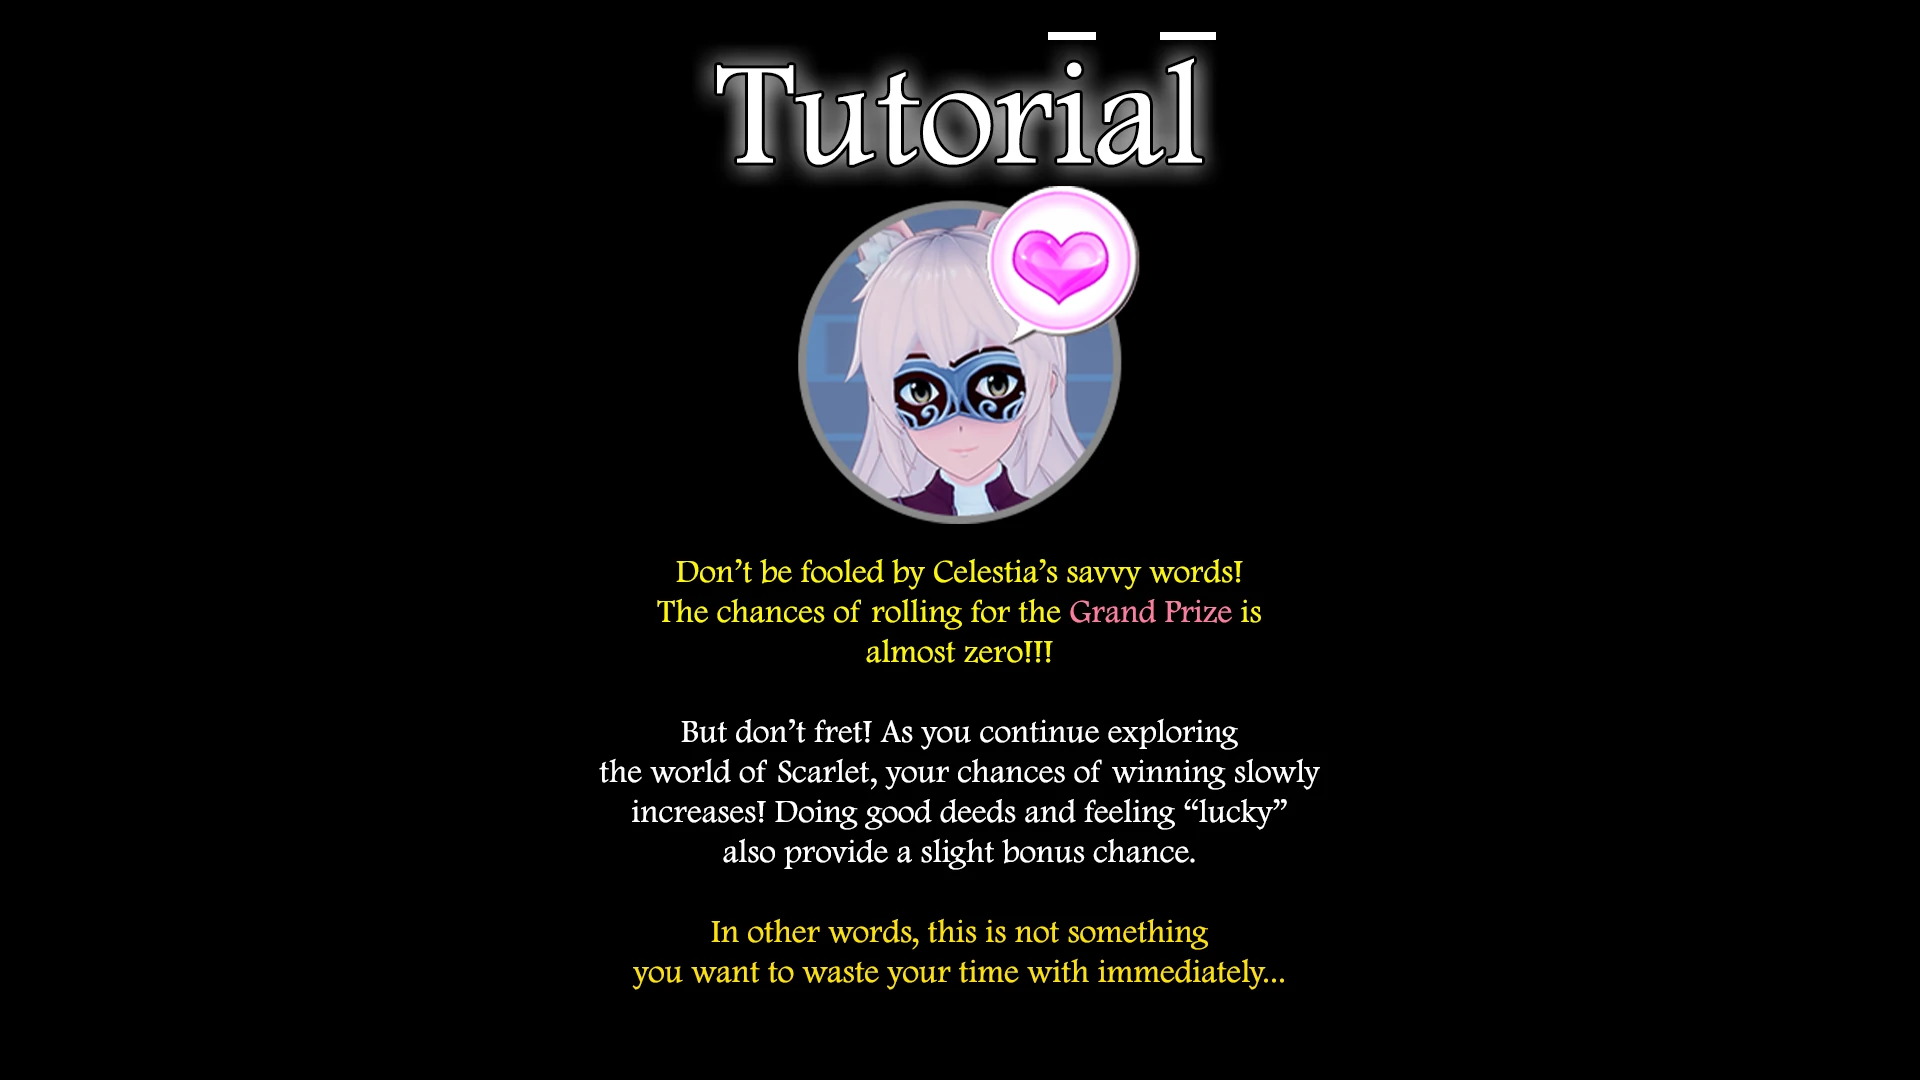 Tutorial
Don’t be fooled by Celestia’s savvy words!
The chances of rolling for the Grand Prize is
almost zero!!!
But don’t fret! As you continue exploring
the world of Scarlet, your chances of winning slowly
increases! Doing good deeds and feeling “lucky”
also provide a slight bonus chance.
In other words, this is not something
you want to waste your time with immediately...